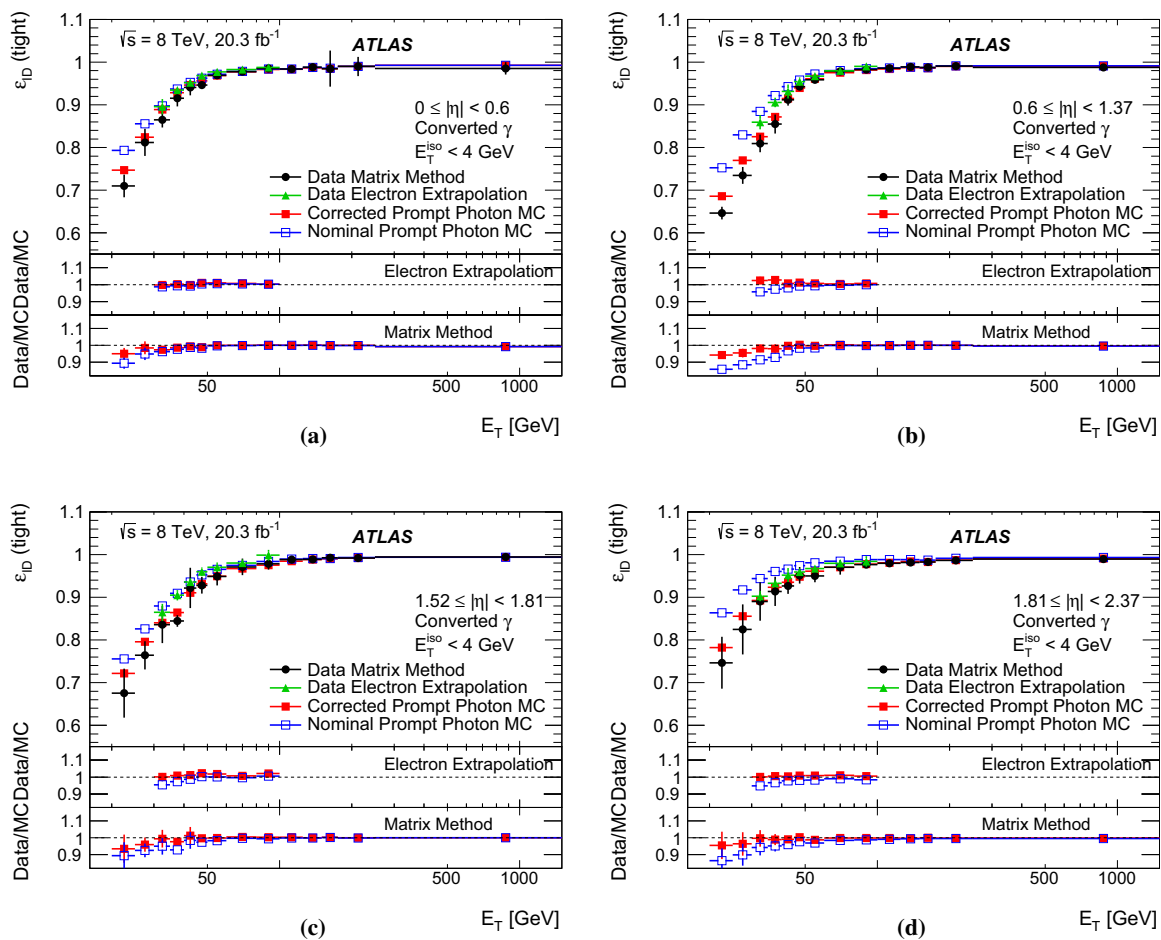 1.1
1
0.9
0.8
0.7
0.6
ε_ID (tight)
√s = 8 TeV, 20.3 fb⁻¹
ATLAS
0 ≤ |η| < 0.6
Converted γ
E_T^iso < 4 GeV
Data Matrix Method
Data Electron Extrapolation
Corrected Prompt Photon MC
Nominal Prompt Photon MC
Data/MC
1.1
1
0.9
Electron Extrapolation
Data/MC
1.1
1
0.9
Matrix Method
50 500 1000
E_T [GeV]
(a)
1.1
1
0.9
0.8
0.7
0.6
ε_ID (tight)
√s = 8 TeV, 20.3 fb⁻¹
ATLAS
0.6 ≤ |η| < 1.37
Converted γ
E_T^iso < 4 GeV
Data Matrix Method
Data Electron Extrapolation
Corrected Prompt Photon MC
Nominal Prompt Photon MC
Data/MC
1.1
1
0.9
Electron Extrapolation
Data/MC
1.1
1
0.9
Matrix Method
50 500 1000
E_T [GeV]
(b)
1.1
1
0.9
0.8
0.7
0.6
ε_ID (tight)
√s = 8 TeV, 20.3 fb⁻¹
ATLAS
1.52 ≤ |η| < 1.81
Converted γ
E_T^iso < 4 GeV
Data Matrix Method
Data Electron Extrapolation
Corrected Prompt Photon MC
Nominal Prompt Photon MC
Data/MC
1.1
1
0.9
Electron Extrapolation
Data/MC
1.1
1
0.9
Matrix Method
50 500 1000
E_T [GeV]
(c)
1.1
1
0.9
0.8
0.7
0.6
ε_ID (tight)
√s = 8 TeV, 20.3 fb⁻¹
ATLAS
1.81 ≤ |η| < 2.37
Converted γ
E_T^iso < 4 GeV
Data Matrix Method
Data Electron Extrapolation
Corrected Prompt Photon MC
Nominal Prompt Photon MC
Data/MC
1.1
1
0.9
Electron Extrapolation
Data/MC
1.1
1
0.9
Matrix Method
50 500 1000
E_T [GeV]
(d)